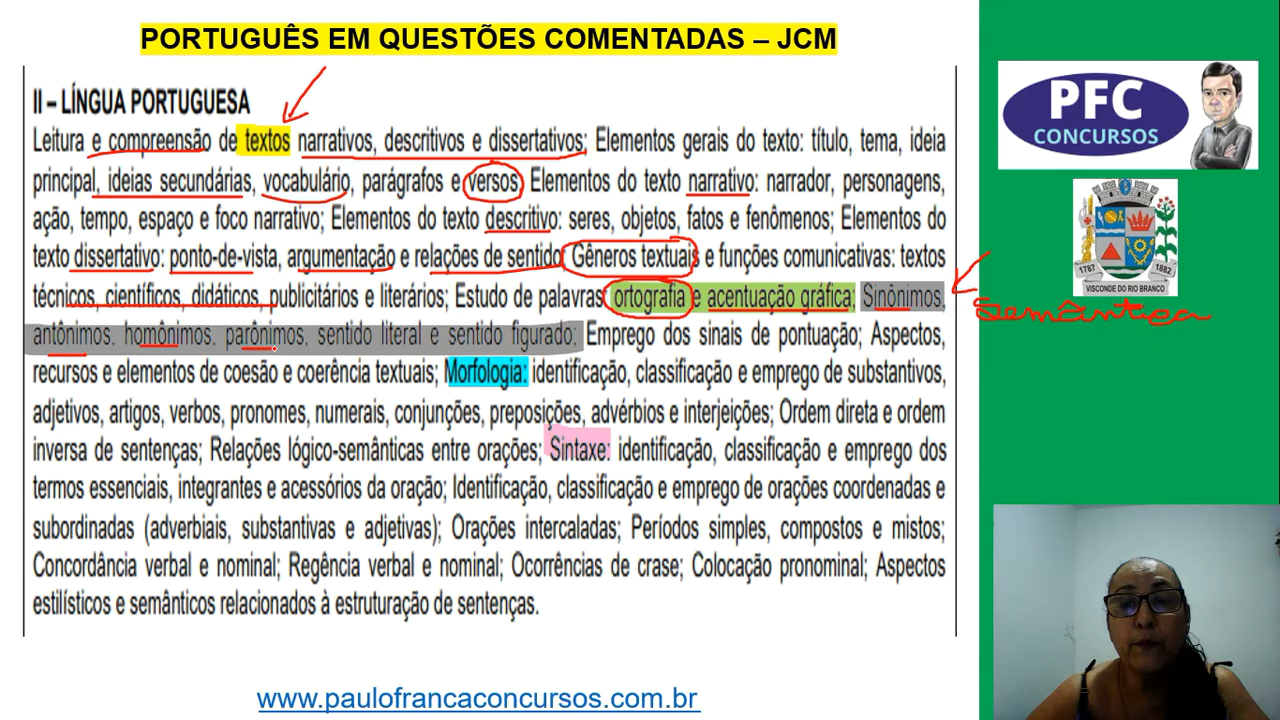 PORTUGUÊS EM QUESTÕES COMENTADAS – JCM
II – LÍNGUA PORTUGUESA
Leitura e compreensão de textos narrativos, descritivos e dissertativos; Elementos gerais do texto: título, tema, ideia
principal, ideias secundárias, vocabulário, parágrafos e versos; Elementos do texto narrativo: narrador, personagens,
ação, tempo, espaço e foco narrativo; Elementos do texto descritivo: seres, objetos, fatos e fenômenos; Elementos do
texto dissertativo: ponto-de-vista, argumentação e relações de sentido; Gêneros textuais e funções comunicativas: textos
técnicos, científicos, didáticos, publicitários e literários; Estudo de palavras: ortografia e acentuação gráfica; Sinônimos,
antônimos, homônimos, parônimos, sentido literal e sentido figurado; Emprego dos sinais de pontuação; Aspectos,
recursos e elementos de coesão e coerência textuais; Morfologia: identificação, classificação e emprego de substantivos,
adjetivos, artigos, verbos, pronomes, numerais, conjunções, preposições, advérbios e interjeições; Ordem direta e ordem
inversa de sentenças; Relações lógico-semânticas entre orações; Sintaxe: identificação, classificação e emprego dos
termos essenciais, integrantes e acessórios da oração; Identificação, classificação e emprego de orações coordenadas e
subordinadas (adverbiais, substantivas e adjetivas); Orações intercaladas; Períodos simples, compostos e mistos;
Concordância verbal e nominal; Regência verbal e nominal; Ocorrências de crase; Colocação pronominal; Aspectos
estilísticos e semânticos relacionados à estruturação de sentenças.
www.paulofrancaconcursos.com.br
PFC
CONCURSOS
1787 1882
VISCONDE DO RIO BRANCO
semântica